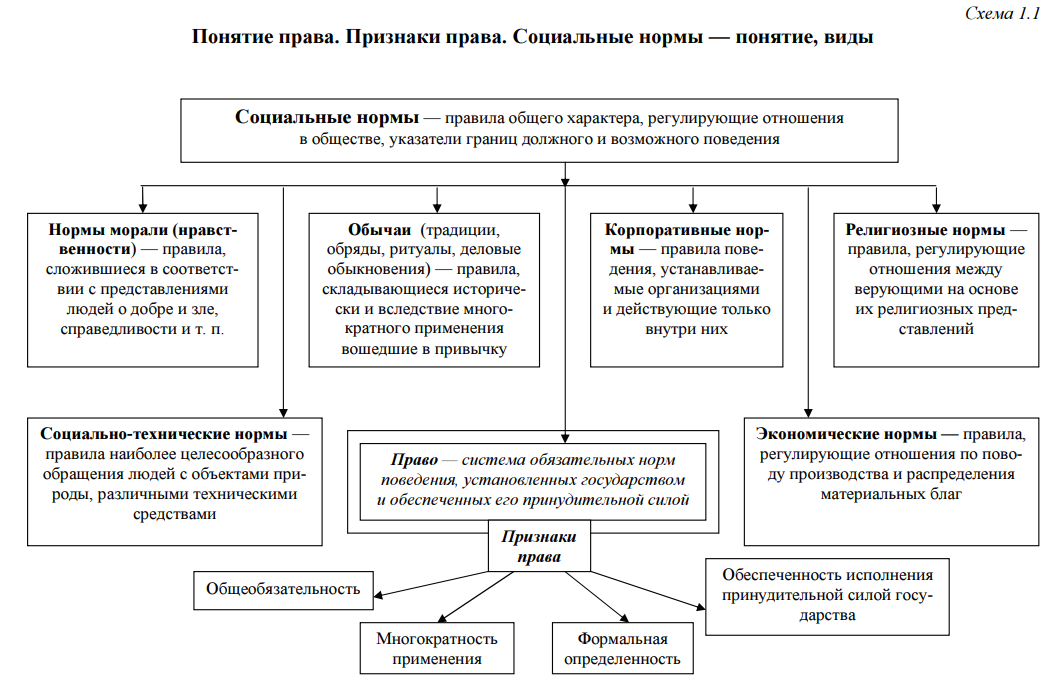 Схема 1.1
Понятие права. Признаки права. Социальные нормы — понятие, виды
Социальные нормы — правила общего характера, регулирующие отношения
в обществе, указатели границ должного и возможного поведения
Нормы морали (нравст-
венности) — правила,
сложившиеся в соответст-
вии с представлениями
людей о добре и зле,
справедливости и т. п.
Обычаи (традиции,
обряды, ритуалы, деловые
обыкновения) — правила,
складывающиеся историче-
ски и вследствие много-
кратного применения
вошедшие в привычку
Корпоративные нор-
мы — правила пове-
дения, устанавливае-
мые организациями
и действующие только
внутри них
Религиозные нормы —
правила, регулирующие
отношения между
верующими на основе
их религиозных пред-
ставлений
Социально-технические нормы —
правила наиболее целесообразного
обращения людей с объектами при-
роды, различными техническими
средствами
Право — система обязательных норм
поведения, установленных государством
и обеспеченных его принудительной силой
Экономические нормы — правила,
регулирующие отношения по пово-
ду производства и распределения
материальных благ
Признаки
права
Общеобязательность
Многократность
применения
Формальная
определенность
Обеспеченность исполнения
принудительной силой госу-
дарства